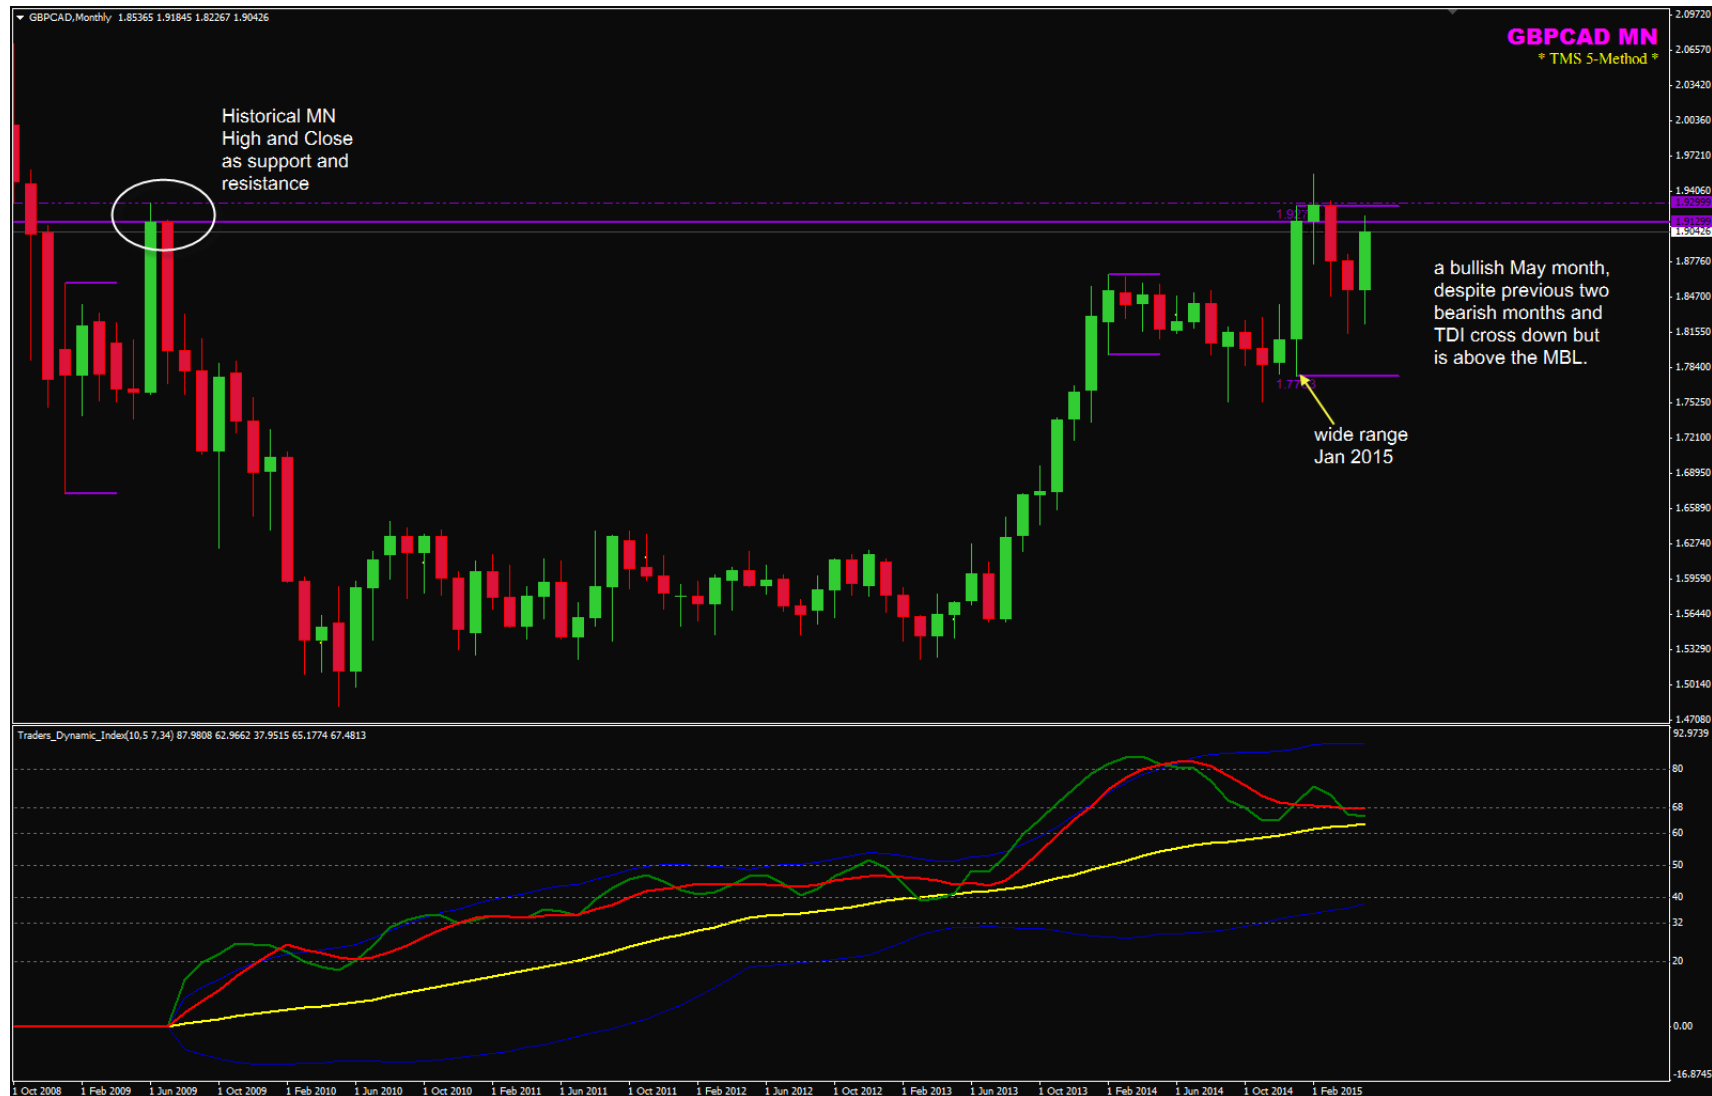 GBPCAD,Monthly 1.85365 1.91845 1.82267 1.90426
GBPCAD MN
* TMS 5-Method *
Historical MN
High and Close
as support and
resistance
a bullish May month,
despite previous two
bearish months and
TDI cross down but
is above the MBL.
wide range
Jan 2015
2.09720
2.06570
2.03420
2.00360
1.97210
1.94060
1.92999
1.91299
1.90426
1.87760
1.84700
1.81550
1.78400
1.75250
1.72100
1.68950
1.65890
1.62740
1.59590
1.56440
1.53290
1.50140
1.47080
Traders_Dynamic_Index(10,5 7,34) 87.9808 62.9662 37.9515 65.1774 67.4813
92.9739
80
68
60
50
40
32
20
0.00
-16.8745
1 Oct 2008
1 Feb 2009
1 Jun 2009
1 Oct 2009
1 Feb 2010
1 Jun 2010
1 Oct 2010
1 Feb 2011
1 Jun 2011
1 Oct 2011
1 Feb 2012
1 Jun 2012
1 Oct 2012
1 Feb 2013
1 Jun 2013
1 Oct 2013
1 Feb 2014
1 Jun 2014
1 Oct 2014
1 Feb 2015